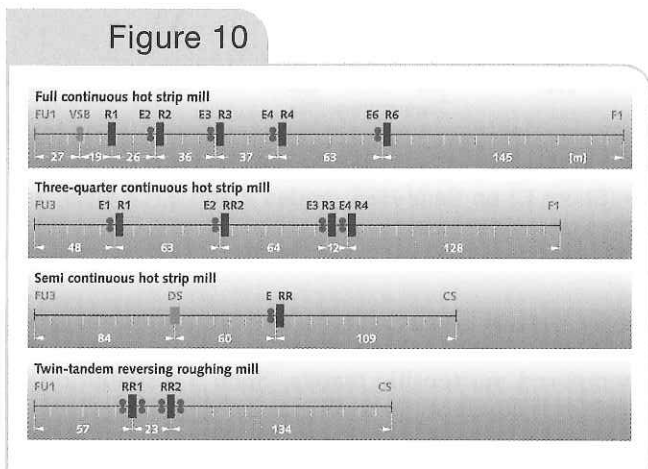 Figure 10
Full continuous hot strip mill
FU1 VSB R1 E2 R2 E3 R3 E4 R4 E6 R6 F1
27 19 26 36 37 63 145 [m]
Three-quarter continuous hot strip mill
FU3 E1 R1 E2 RR2 E3 R3 E4 R4 F1
48 63 64 12 128
Semi continuous hot strip mill
FU3 DS E RR CS
84 60 109
Twin-tandem reversing roughing mill
FU1 RR1 RR2 CS
57 23 134